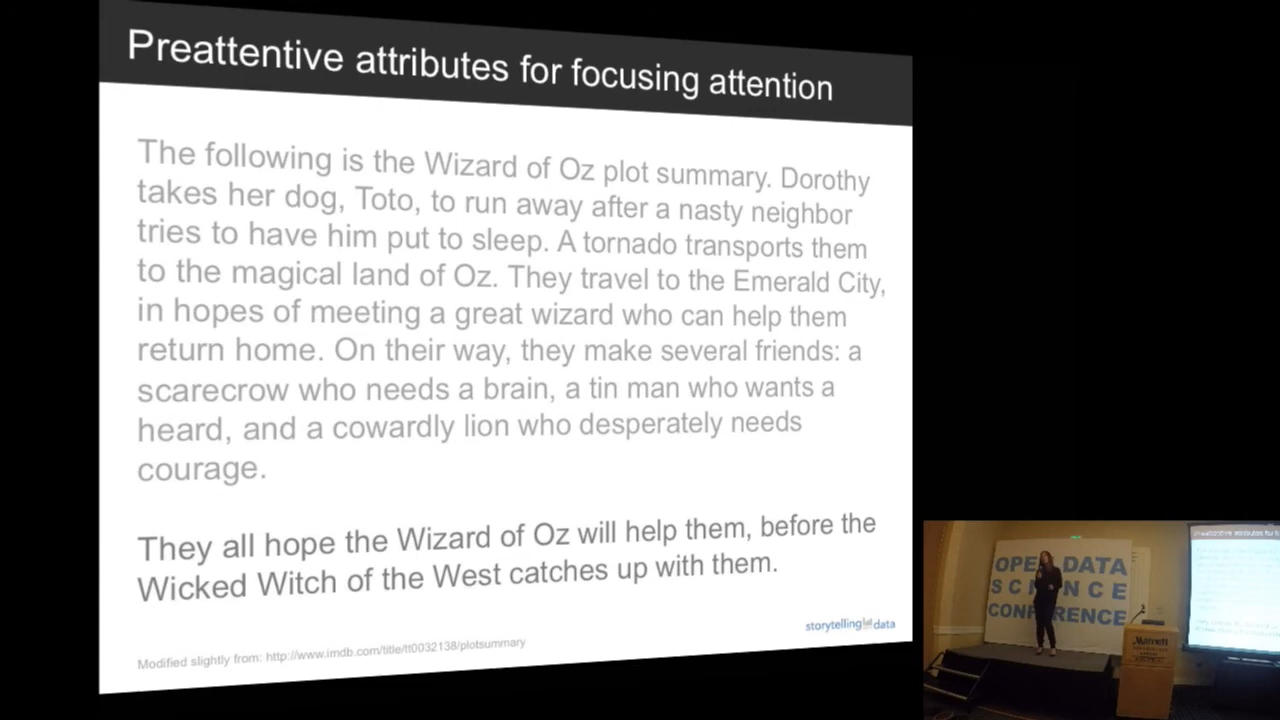 Preattentive attributes for focusing attention
The following is the Wizard of Oz plot summary. Dorothy
takes her dog, Toto, to run away after a nasty neighbor
tries to have him put to sleep. A tornado transports them
to the magical land of Oz. They travel to the Emerald City,
in hopes of meeting a great wizard who can help them
return home. On their way, they make several friends: a
scarecrow who needs a brain, a tin man who wants a
heard, and a cowardly lion who desperately needs
courage.
They all hope the Wizard of Oz will help them, before the
Wicked Witch of the West catches up with them.
storytelling data
Modified slightly from: http://www.imdb.com/title/tt0032138/plotsummary
OPEN DATA
SCIENCE
CONFERENCE
Marriott